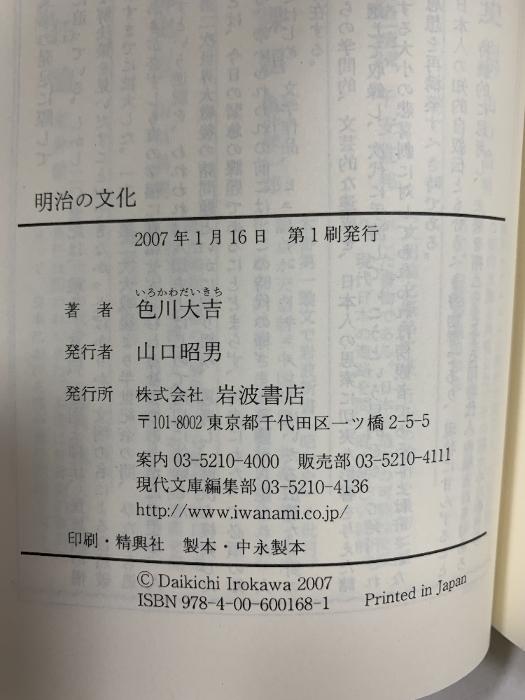 明治の文化
2007年1月16日 第1刷発行
いろかわだいきち
著者 色川大吉
発行者 山口昭男
発行所 株式会社 岩波書店
〒101-8002 東京都千代田区一ツ橋2-5-5
案内 03-5210-4000 販売部 03-5210-4111
現代文庫編集部 03-5210-4136
http://www.iwanami.co.jp/
印刷・精興社 製本・中永製本
© Daikichi Irokawa 2007
ISBN 978-4-00-600168-1 Printed in Japan